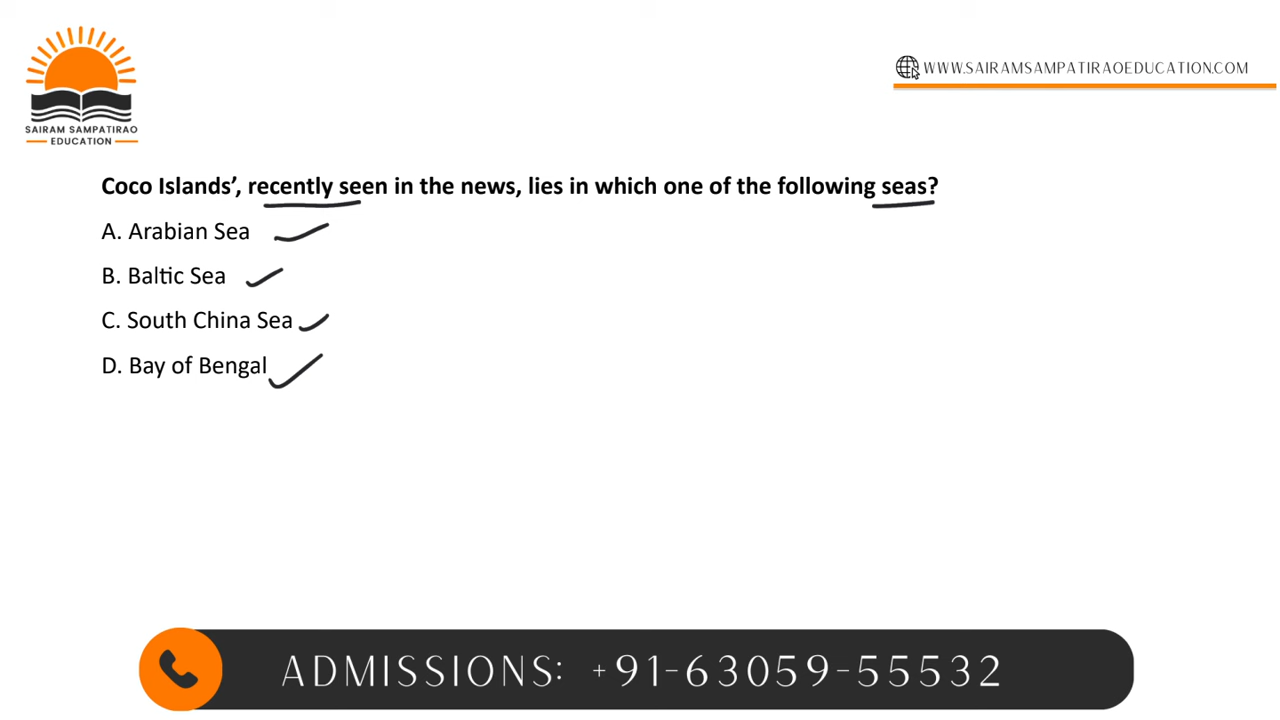 SAIRAM SAMPATIRAO
EDUCATION
WWW.SAIRAMSAMPATIRAOEDUCATION.COM
Coco Islands’, recently seen in the news, lies in which one of the following seas?
A. Arabian Sea
B. Baltic Sea
C. South China Sea
D. Bay of Bengal
ADMISSIONS: +91-63059-55532